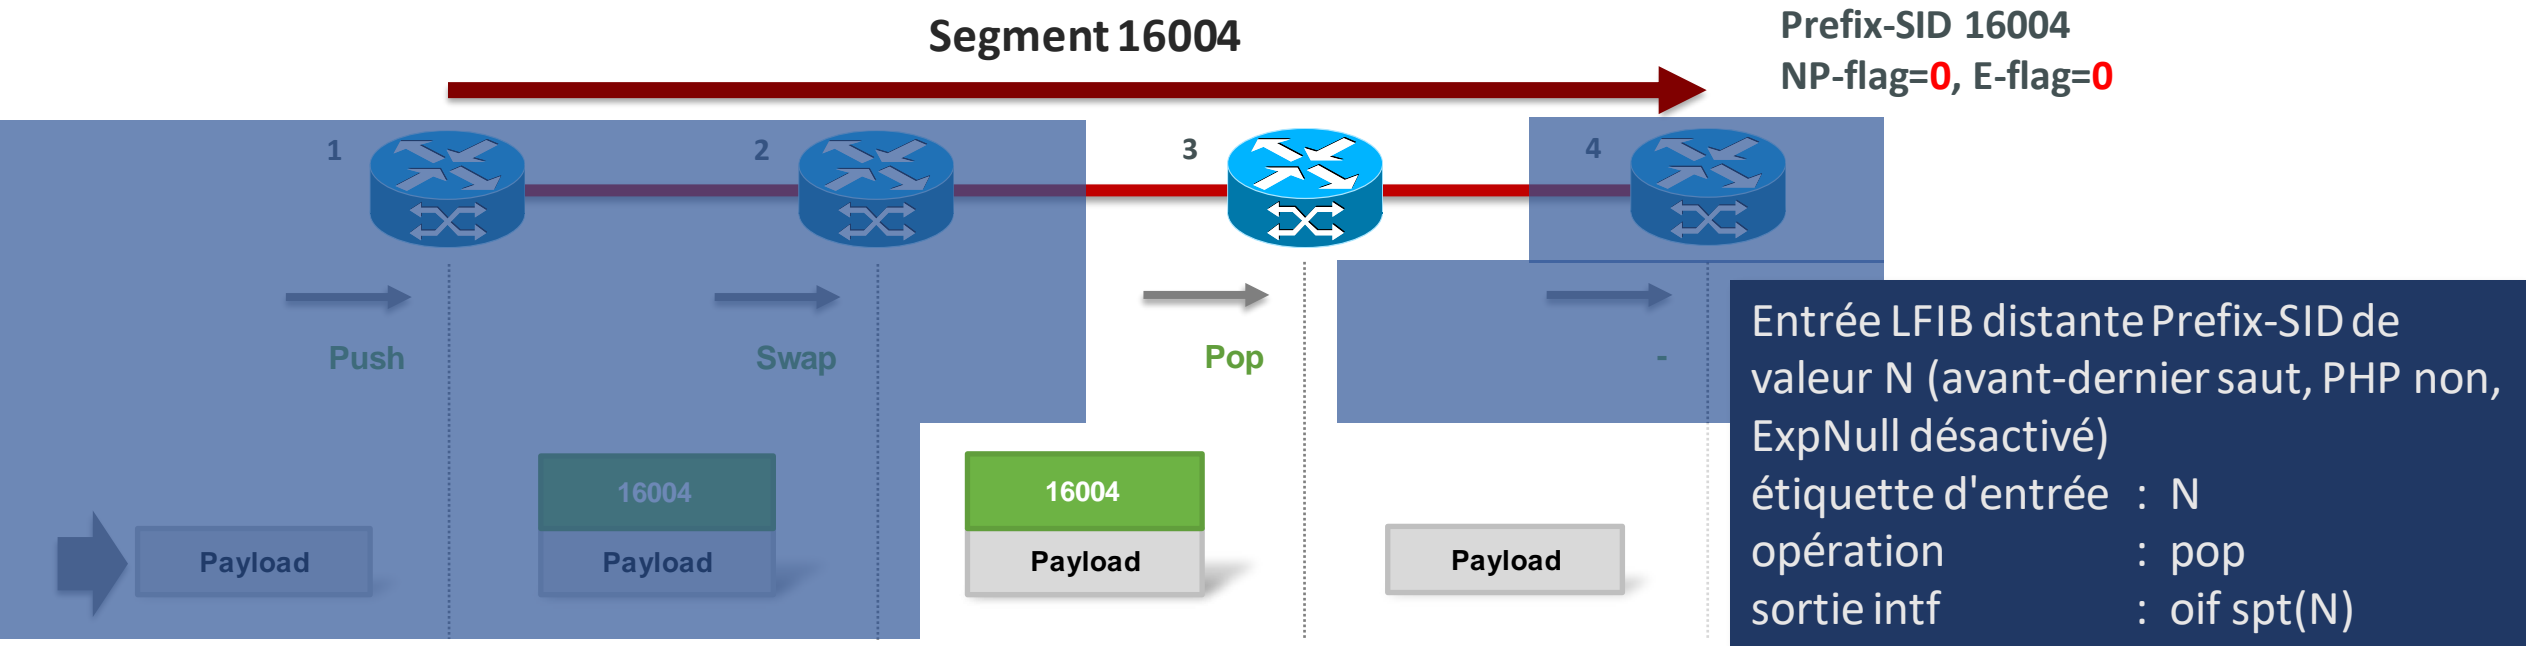 Segment 16004
Prefix-SID 16004
NP-flag=0, E-flag=0
1
2
3
4
Push
Swap
Pop
-
16004
16004
Payload
Payload
Payload
Payload
Entrée LFIB distante Prefix-SID de
valeur N (avant-dernier saut, PHP non,
ExpNull désactivé)
étiquette d'entrée : N
opération : pop
sortie intf : oif spt(N)